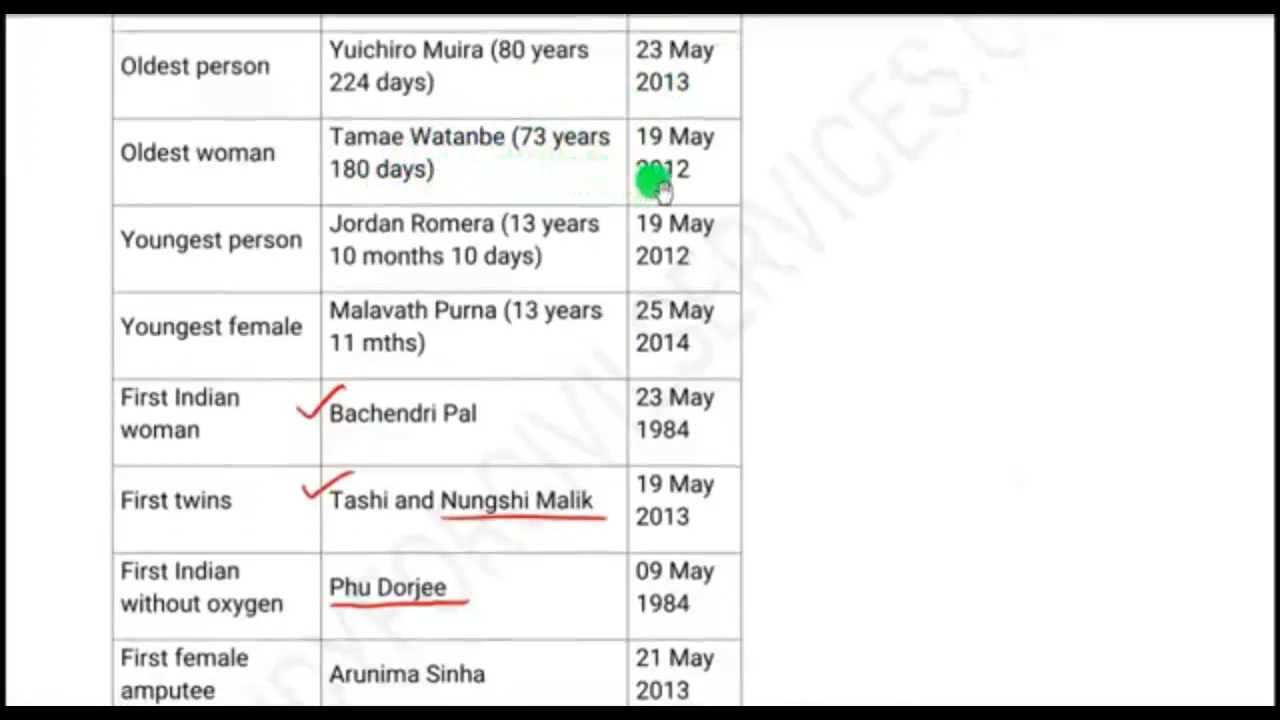 Oldest person
Yuichiro Muira (80 years
224 days)
23 May
2013
Oldest woman
Tamae Watanbe (73 years
180 days)
19 May
2012
Youngest person
Jordan Romera (13 years
10 months 10 days)
19 May
2012
Youngest female
Malavath Purna (13 years
11 mths)
25 May
2014
First Indian
woman
Bachendri Pal
23 May
1984
First twins
Tashi and Nungshi Malik
19 May
2013
First Indian
without oxygen
Phu Dorjee
09 May
1984
First female
amputee
Arunima Sinha
21 May
2013